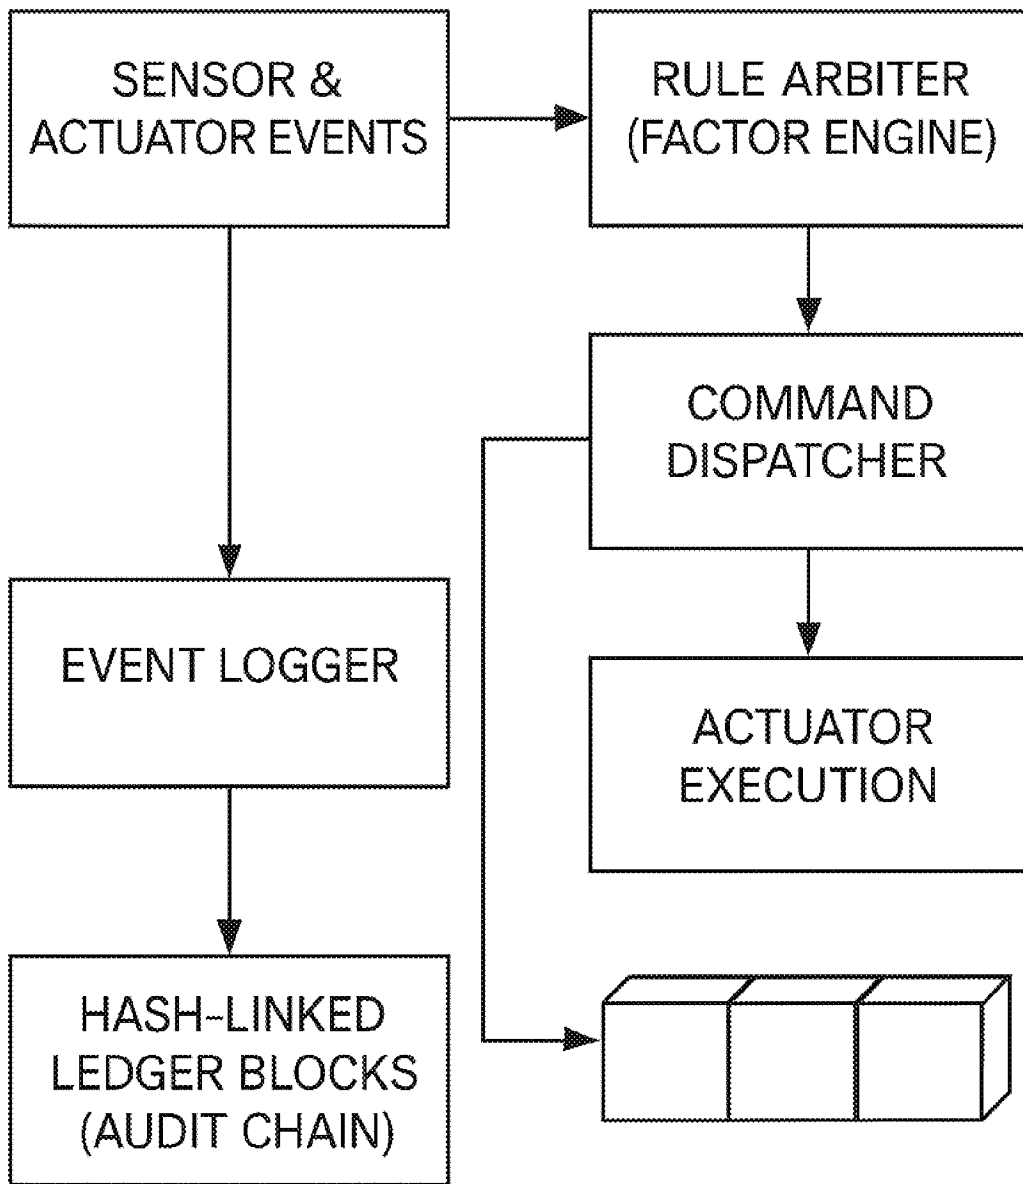 SENSOR &
ACTUATOR EVENTS
RULE ARBITER
(FACTOR ENGINE)
COMMAND
DISPATCHER
EVENT LOGGER
ACTUATOR
EXECUTION
HASH-LINKED
LEDGER BLOCKS
(AUDIT CHAIN)